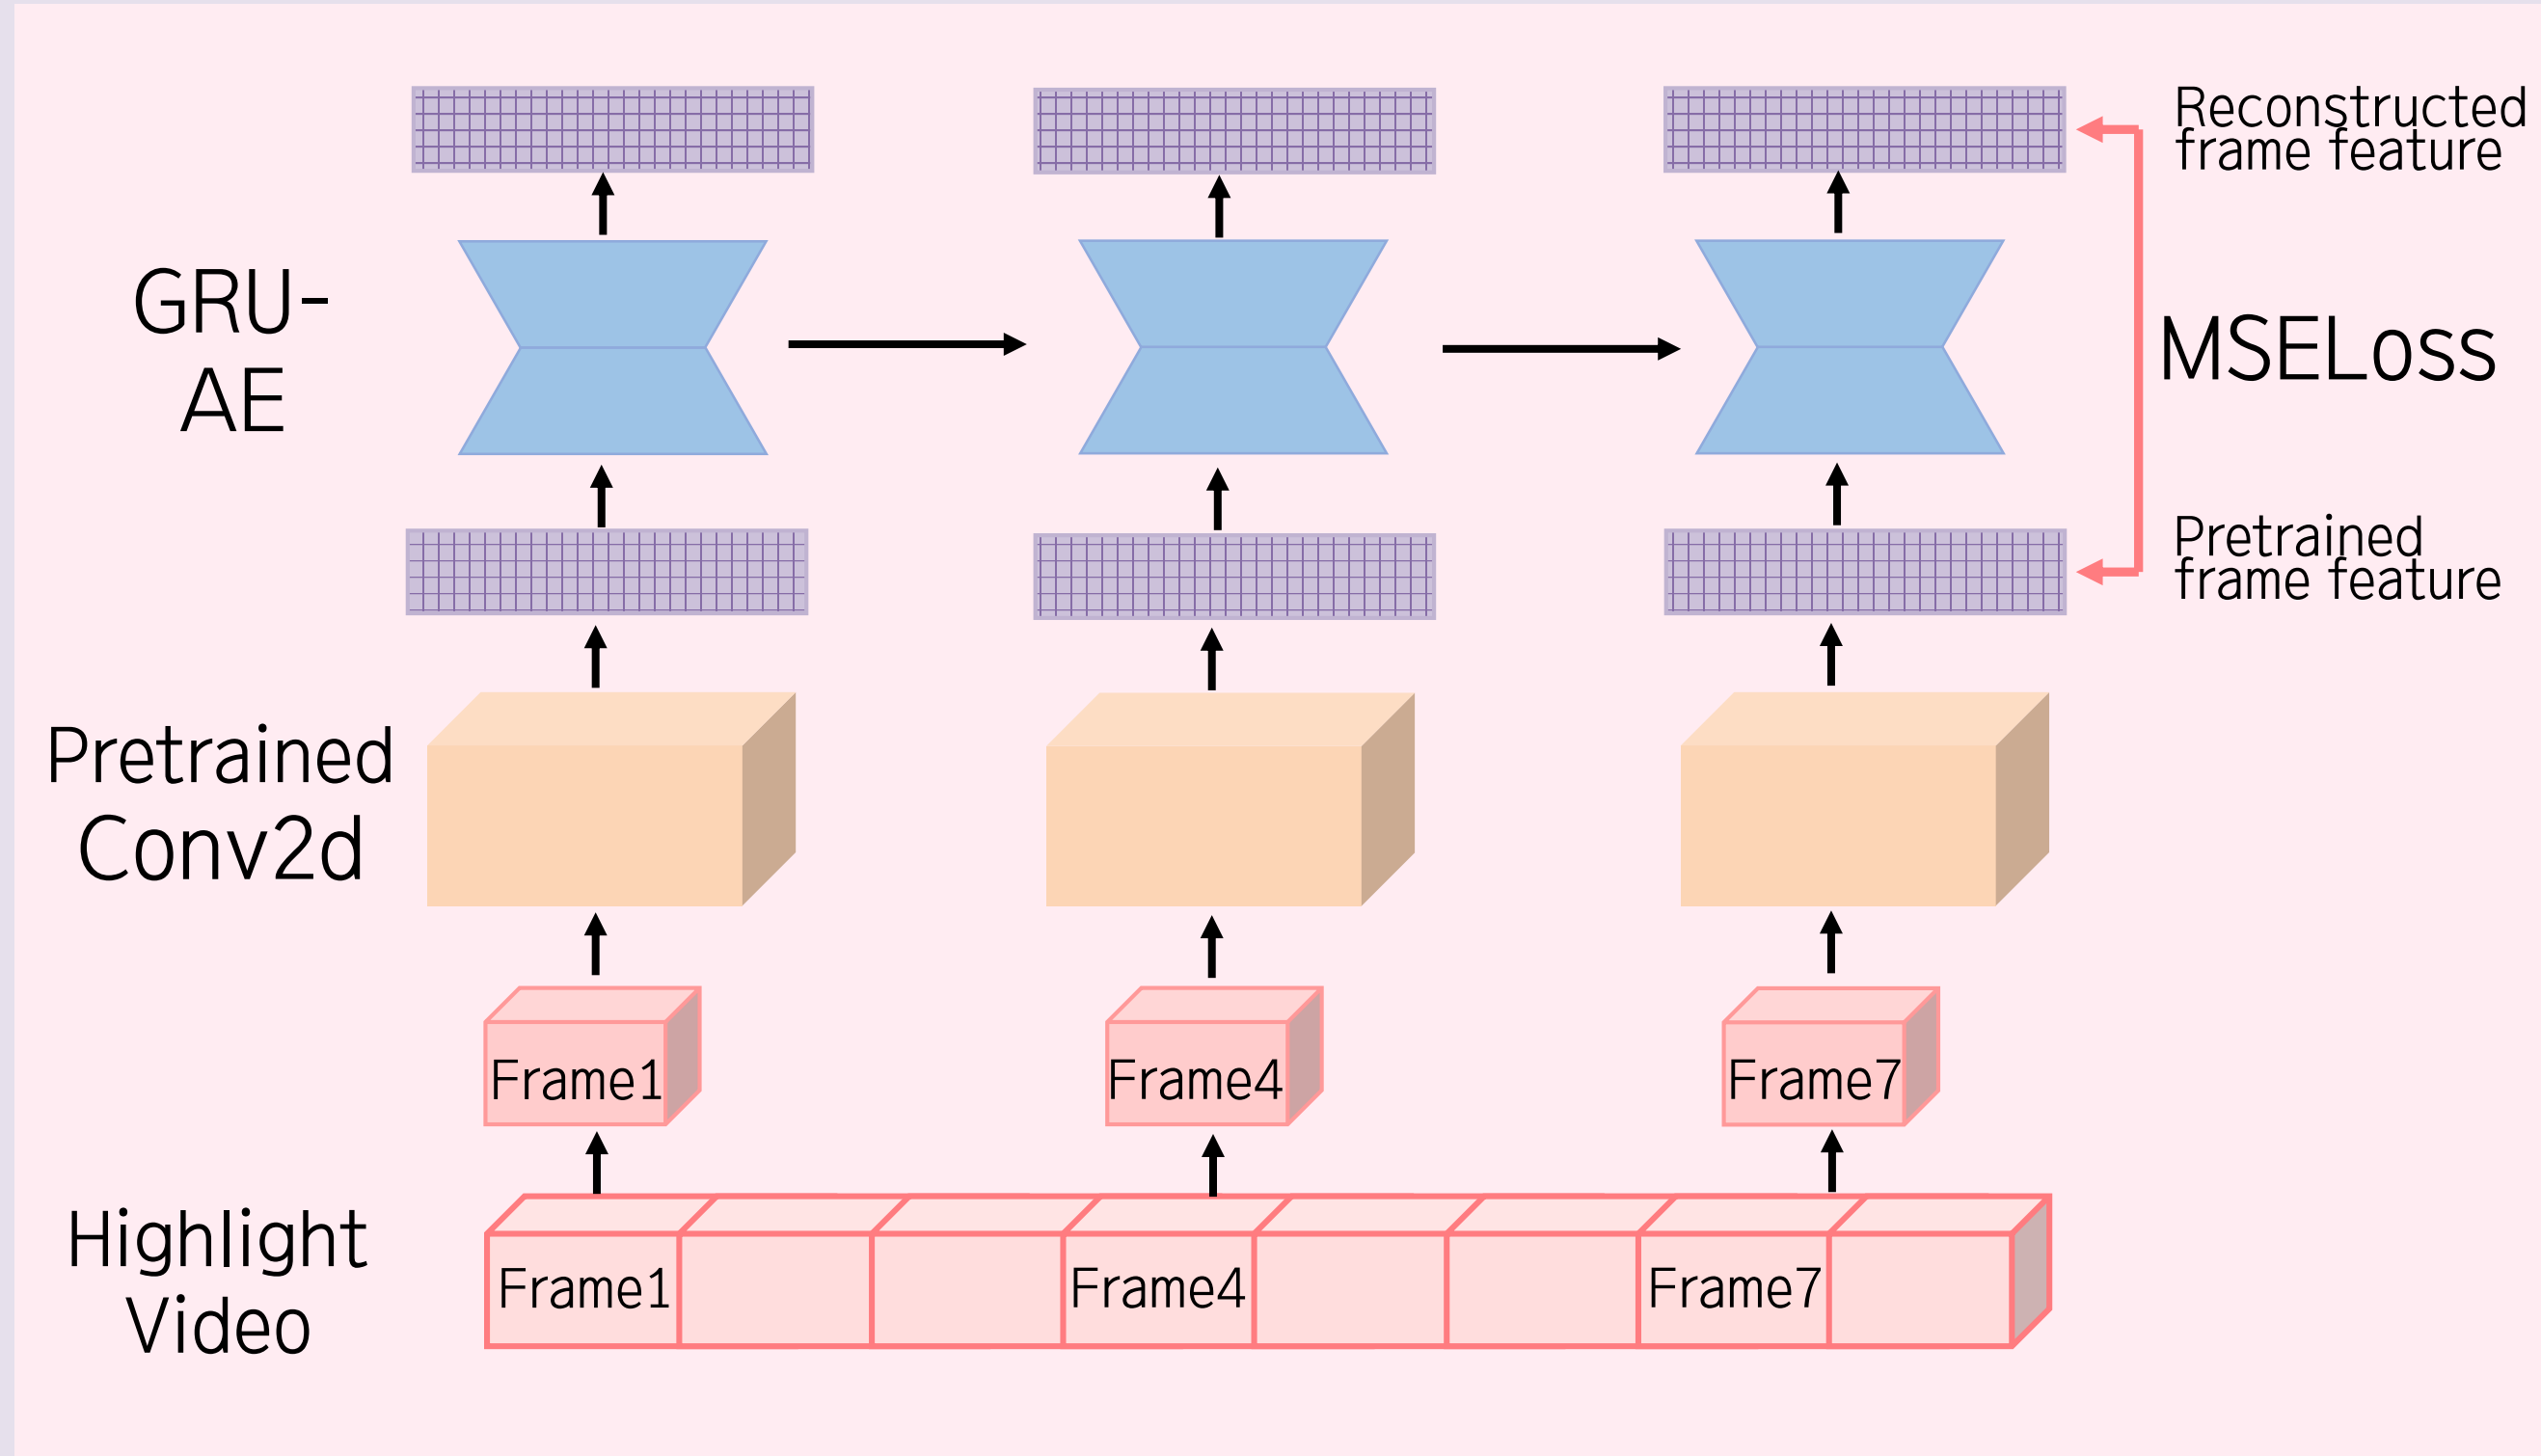 Reconstructed
frame feature
GRU-
AE
MSELoss
Pretrained
frame feature
Pretrained
Conv2d
Frame1
Frame4
Frame7
Highlight
Video
Frame1
Frame4
Frame7